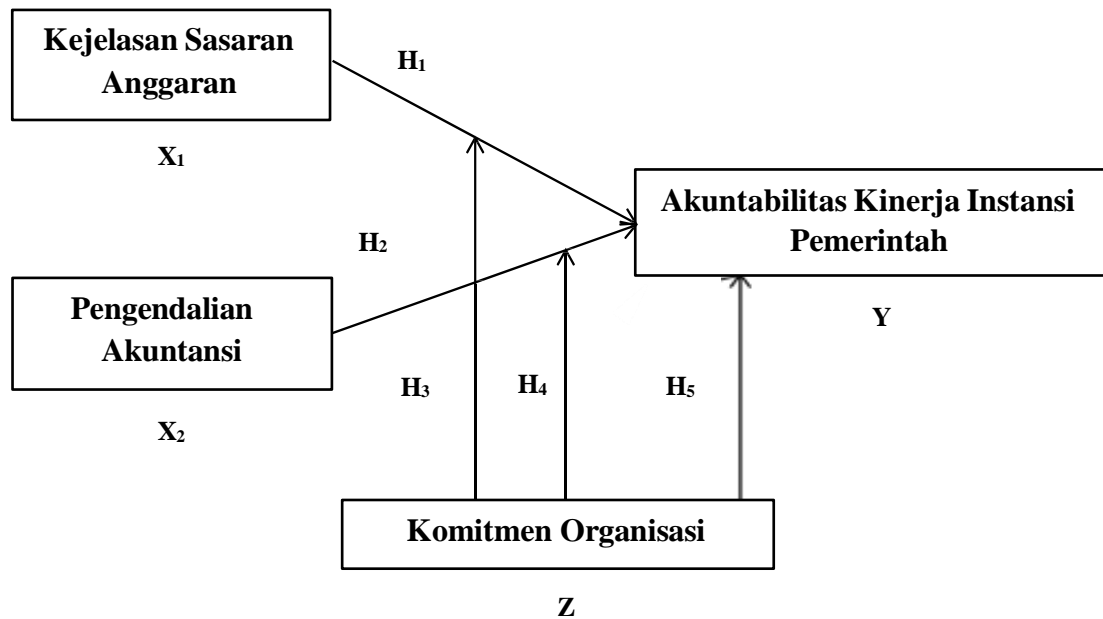 Kejelasan Sasaran
Anggaran
H₁
X₁
Akuntabilitas Kinerja Instansi
Pemerintah
H₂
Pengendalian
Akuntansi
Y
H₃
H₄
H₅
X₂
Komitmen Organisasi
Z